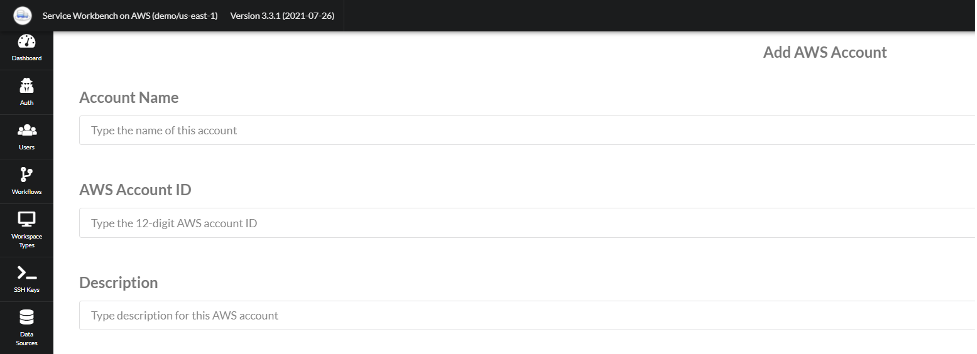 Service Workbench on AWS (demo/us-east-1) Version 3.3.1 (2021-07-26)
Dashboard
Auth
Users
Workflows
Workspace
Types
SSH Keys
Data
Sources
Add AWS Account
Account Name
Type the name of this account
AWS Account ID
Type the 12-digit AWS account ID
Description
Type description for this AWS account